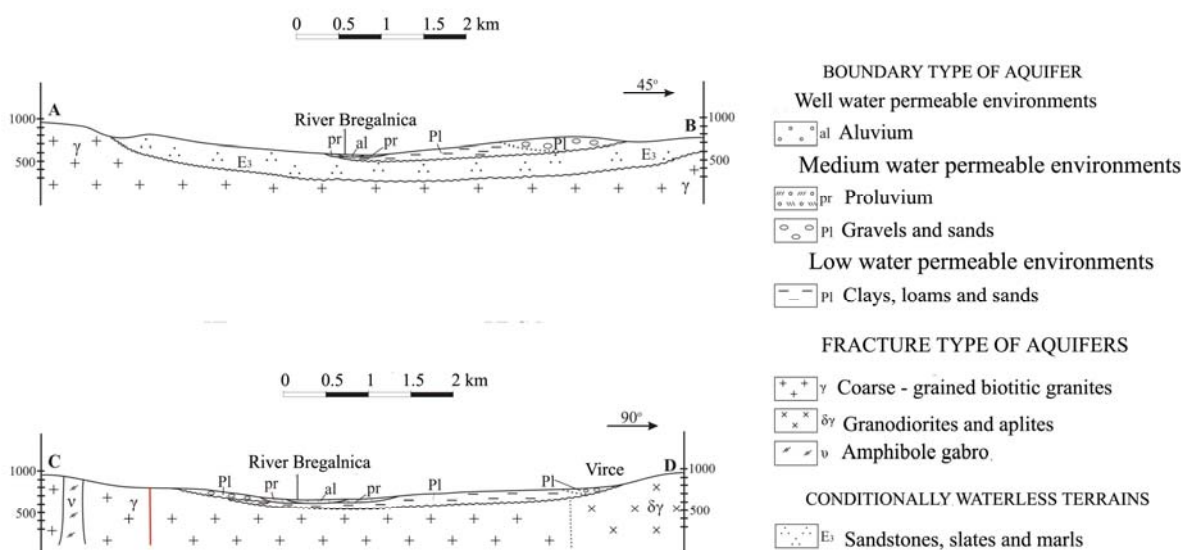 0 0.5 1 1.5 2 km
45°
A
B
1000
500
1000
500
River Bregalnica
pr al pr
Pl
Pl
γ
E3
E3
γ
0 0.5 1 1.5 2 km
90°
C
D
1000
500
1000
500
River Bregalnica
Virce
Pl pr al pr Pl Pl
υ
γ
δγ
BOUNDARY TYPE OF AQUIFER
Well water permeable environments
al Aluvium
Medium water permeable environments
pr Proluvium
Pl Gravels and sands
Low water permeable environments
Pl Clays, loams and sands
FRACTURE TYPE OF AQUIFERS
γ Coarse - grained biotitic granites
δγ Granodiorites and aplites
υ Amphibole gabro
CONDITIONALLY WATERLESS TERRAINS
E3 Sandstones, slates and marls